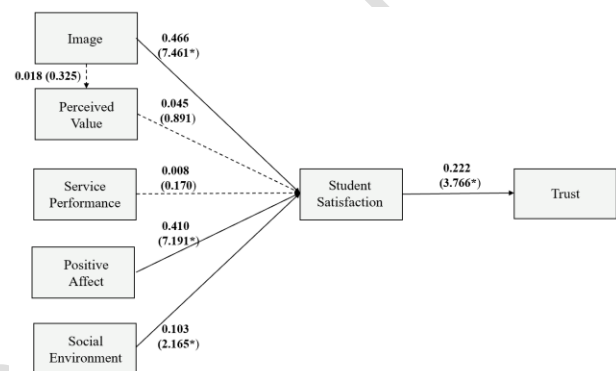 Image
0.466
(7.461*)
0.018 (0.325)
Perceived
Value
0.045
(0.891)
Service
Performance
0.008
(0.170)
Student
Satisfaction
0.222
(3.766*)
Trust
Positive
Affect
0.410
(7.191*)
Social
Environment
0.103
(2.165*)